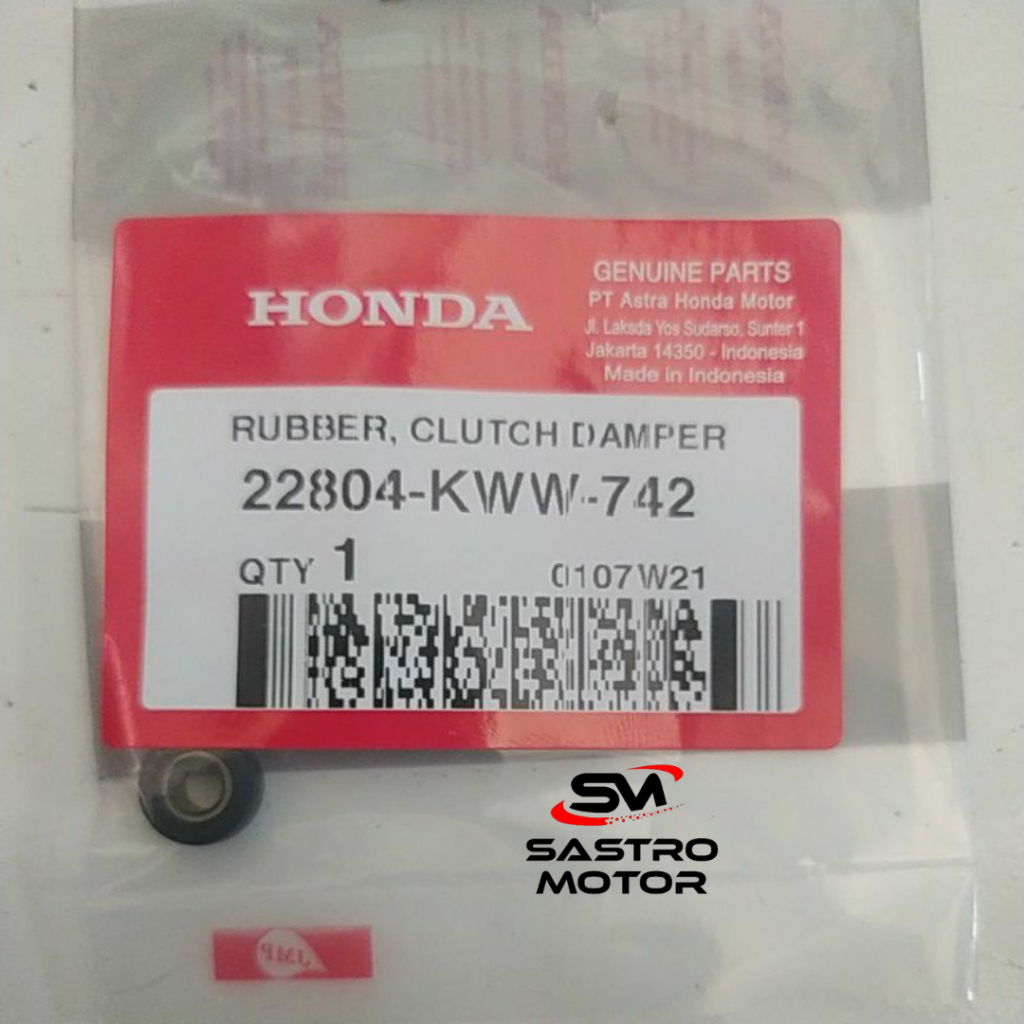 HONDA
GENUINE PARTS
PT Astra Honda Motor
Jl. Laksda Yos Sudarso, Sunter 1
Jakarta 14350 - Indonesia
Made in Indonesia
RUBBER, CLUTCH DAMPER
22804-KWW-742
QTY 1 0107W21
SM
SASTRO
MOTOR